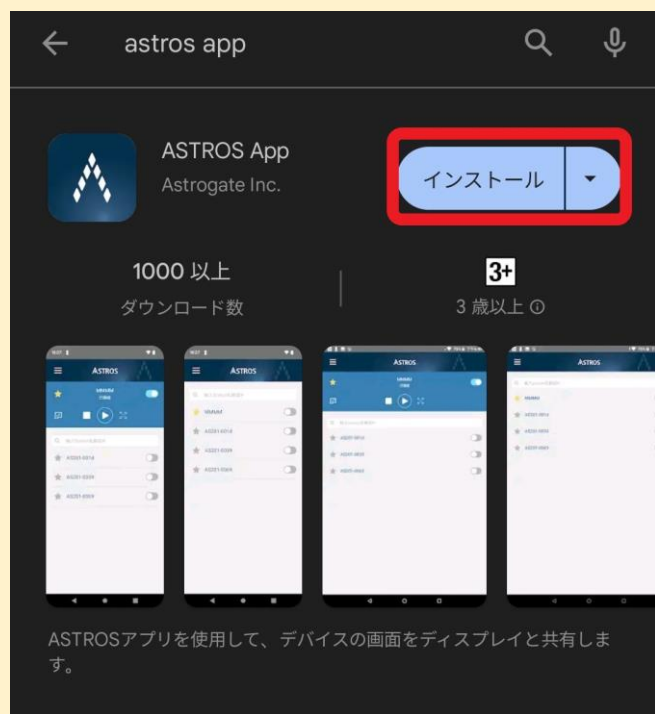 astros app
ASTROS App
Astrogate Inc.
インストール
1000 以上
ダウンロード数
3+
3 歳以上
ASTROS
ASTROS
ASTROS
ASTROS
ASTROSアプリを使用して、デバイスの画面をディスプレイと共有しま
す。